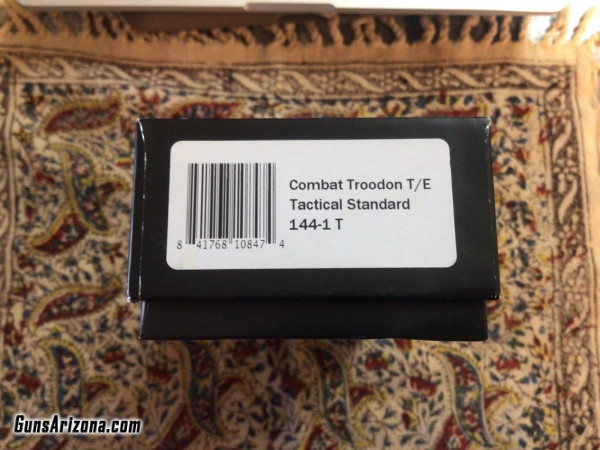 Combat Troodon T/E
Tactical Standard
144-1 T
8 41768 10847 4
GunsArizona.com